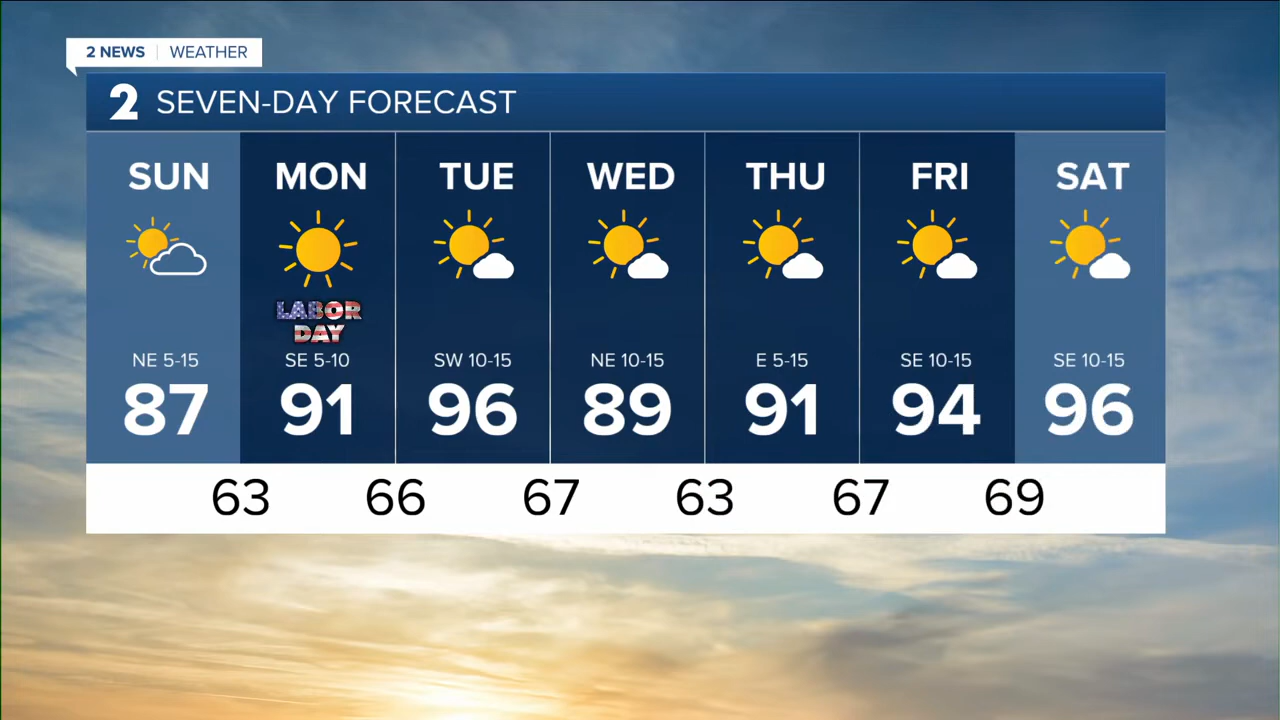 2 NEWS | WEATHER
2 SEVEN-DAY FORECAST
SUN MON TUE WED THU FRI SAT
LABOR
DAY
NE 5-15 SE 5-10 SW 10-15 NE 10-15 E 5-15 SE 10-15 SE 10-15
87 91 96 89 91 94 96
63 66 67 63 67 69